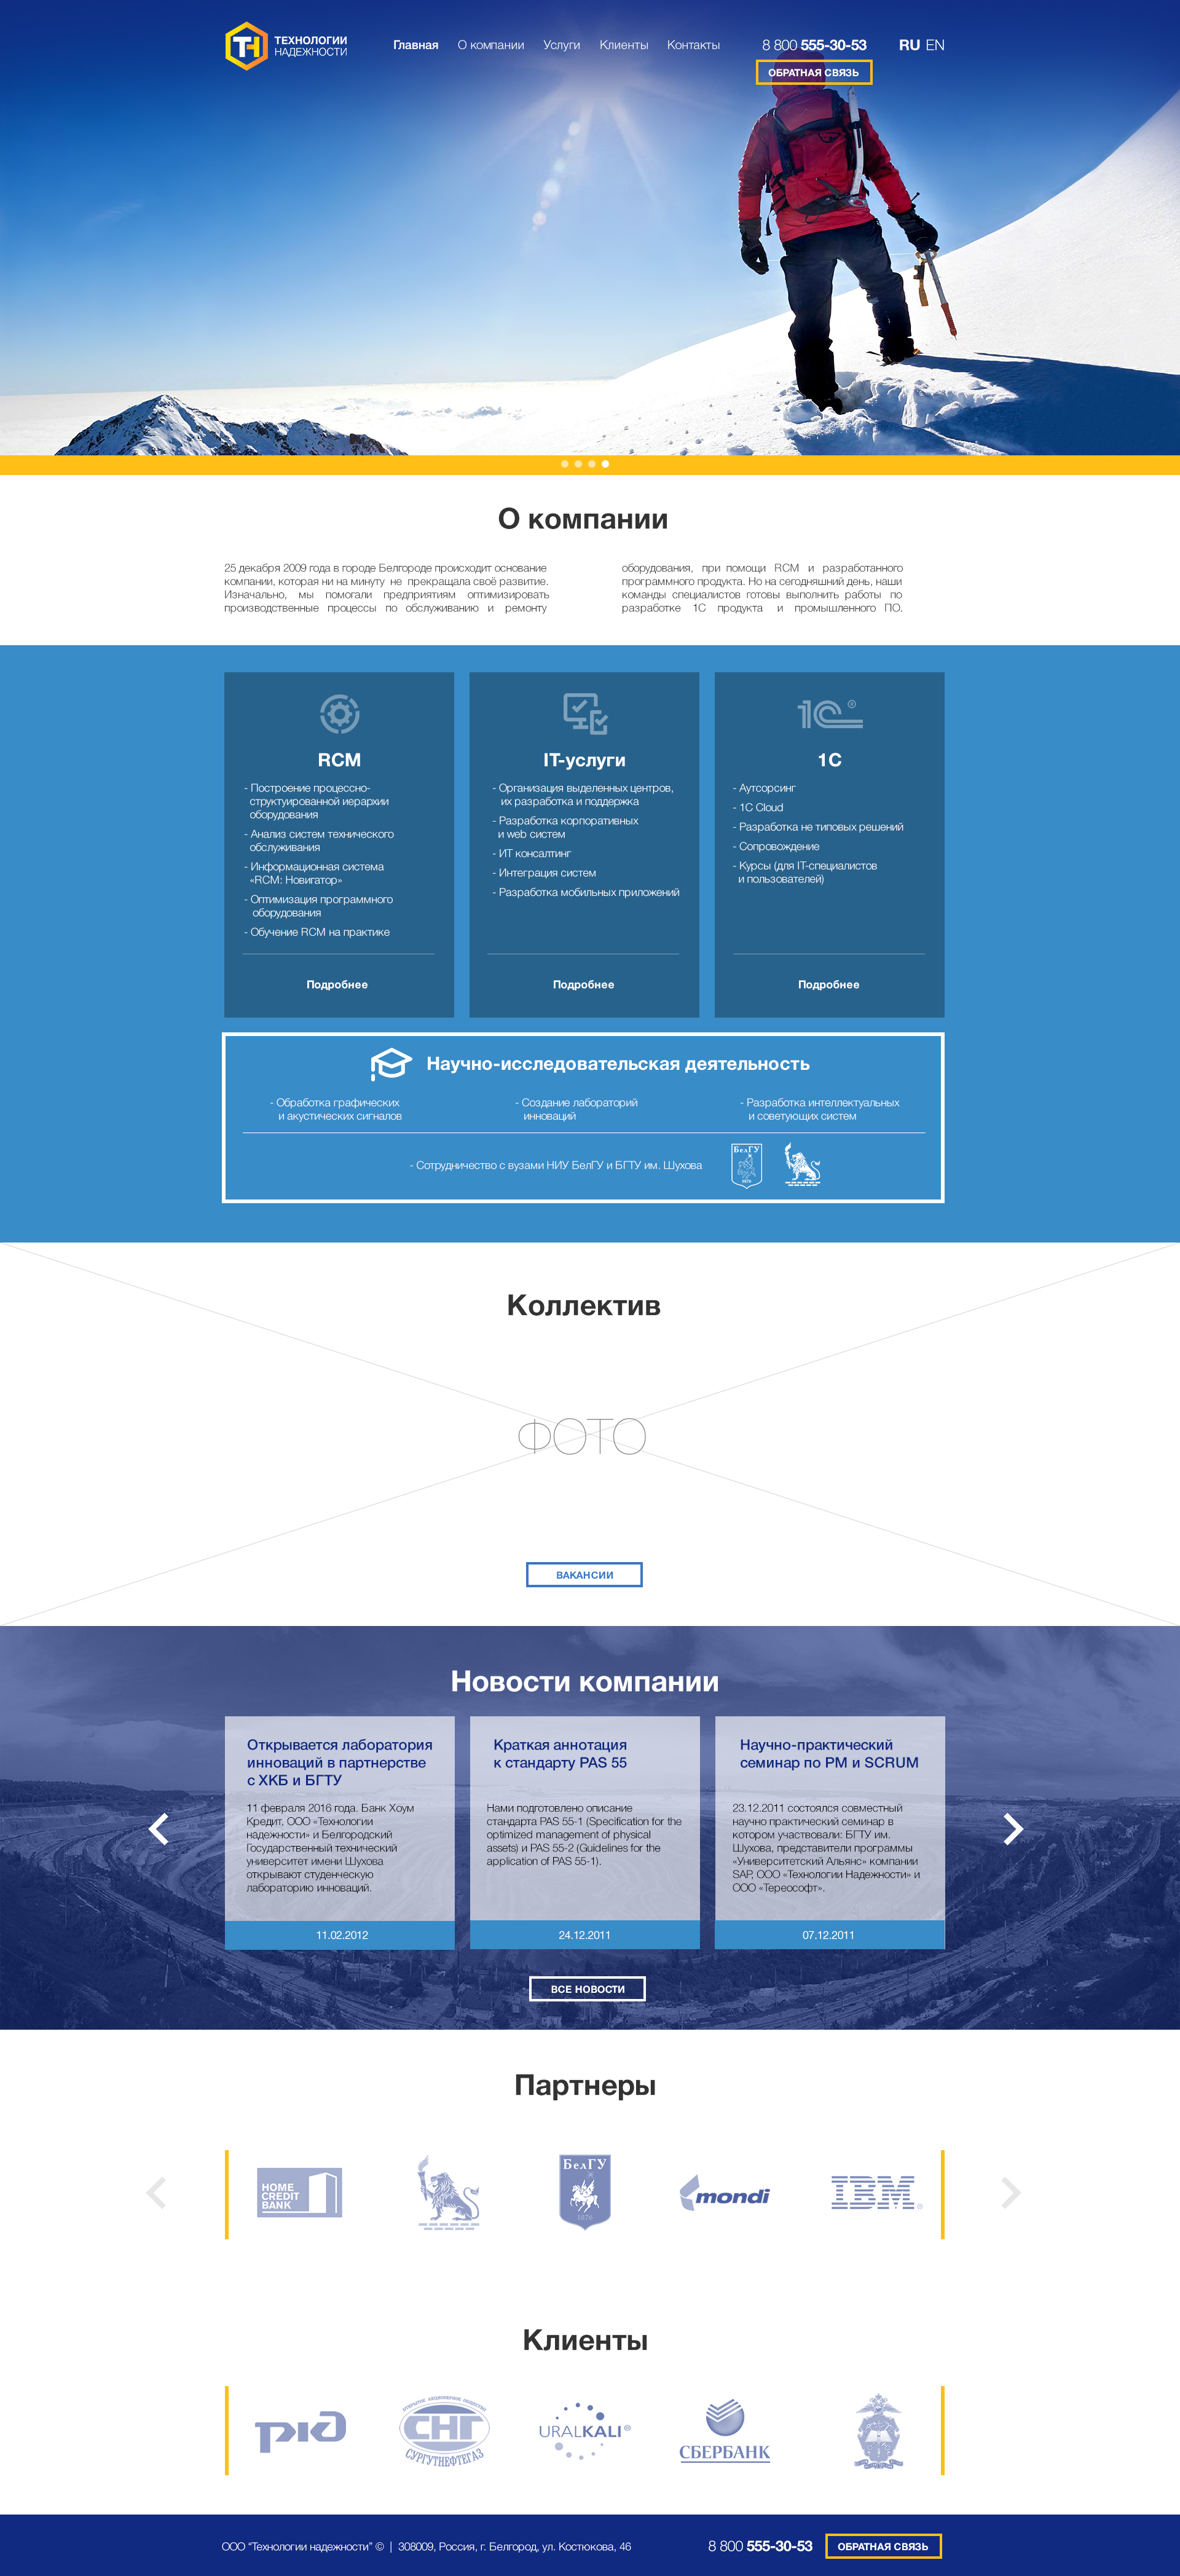 ТЕХНОЛОГИИ
НАДЕЖНОСТИ
Главная О компании Услуги Клиенты Контакты
8 800 555-30-53
RU EN
ОБРАТНАЯ СВЯЗЬ
О компании
25 декабря 2009 года в городе Белгороде происходит основание
компании, которая ни на минуту не прекращала своё развитие.
Изначально, мы помогали предприятиям оптимизировать
производственные процессы по обслуживанию и ремонту
оборудования, при помощи RCM и разработанного
программного продукта. Но на сегодняшний день, наши
команды специалистов готовы выполнить работы по
разработке 1С продукта и промышленного ПО.
RCM
- Построение процессно-
структуированной иерархии
оборудования
- Анализ систем технического
обслуживания
- Информационная система
«RCM: Новигатор»
- Оптимизация программного
оборудования
- Обучение RCM на практике
Подробнее
IT-услуги
- Организация выделенных центров,
их разработка и поддержка
- Разработка корпоративных
и web систем
- ИТ консалтинг
- Интеграция систем
- Разработка мобильных приложений
Подробнее
1С®
1С
- Аутсорсинг
- 1С Cloud
- Разработка не типовых решений
- Сопровождение
- Курсы (для IT-специалистов
и пользователей)
Подробнее
Научно-исследовательская деятельность
- Обработка графических
и акустических сигналов
- Создание лабораторий
инноваций
- Разработка интеллектуальных
и советующих систем
- Сотрудничество с вузами НИУ БелГУ и БГТУ им. Шухова
БелГУ
1876
Коллектив
ФОТО
ВАКАНСИИ
Новости компании
Открывается лаборатория
инноваций в партнерстве
с ХКБ и БГТУ
11 февраля 2016 года. Банк Хоум
Кредит, ООО «Технологии
надежности» и Белгородский
Государственный технический
университет имени Шухова
открывают студенческую
лабораторию инноваций.
11.02.2012
Краткая аннотация
к стандарту PAS 55
Нами подготовлено описание
стандарта PAS 55-1 (Specification for the
optimized management of physical
assets) и PAS 55-2 (Guidelines for the
application of PAS 55-1).
24.12.2011
Научно-практический
семинар по PM и SCRUM
23.12.2011 состоялся совместный
научно практический семинар в
котором участвовали: БГТУ им.
Шухова, представители программы
«Университетский Альянс» компании
SAP, ООО «Технологии Надежности» и
ООО «Тереософт».
07.12.2011
ВСЕ НОВОСТИ
Партнеры
HOME
CREDIT
BANK
БелГУ
1876
mondi
IBM®
Клиенты
ржд
ОТКРЫТОЕ АКЦИОНЕРНОЕ ОБЩЕСТВО
СНГ
СУРГУТНЕФТЕГАЗ
URALKALI®
СБЕРБАНК
ООО “Технологии надежности” © | 308009, Россия, г. Белгород, ул. Костюкова, 46
8 800 555-30-53
ОБРАТНАЯ СВЯЗЬ